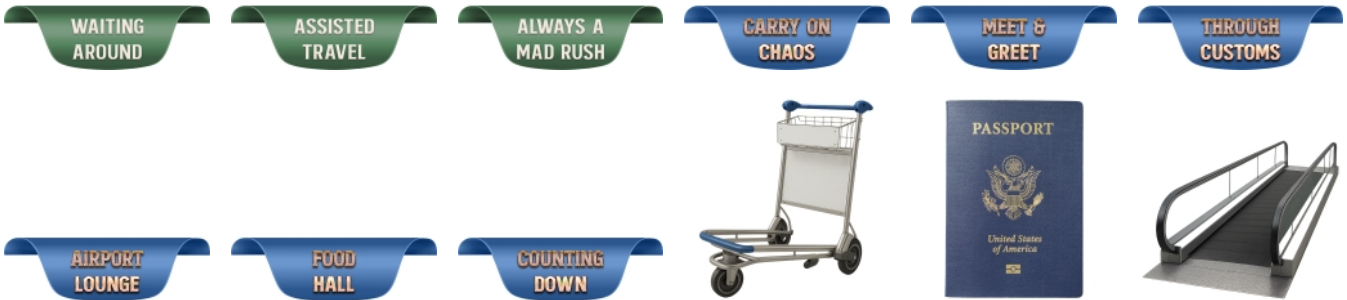 WAITING
AROUND
ASSISTED
TRAVEL
ALWAYS A
MAD RUSH
CARRY ON
CHAOS
MEET &
GREET
THROUGH
CUSTOMS
PASSPORT
United States
of America
AIRPORT
LOUNGE
FOOD
HALL
COUNTING
DOWN